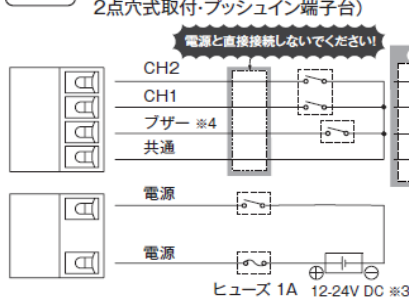 2点穴式取付・プッシュイン端子台)
電源と直接接続しないでください!
CH2
CH1
ブザー ※4
共通
電源
電源
ヒューズ 1A 12-24V DC ※3